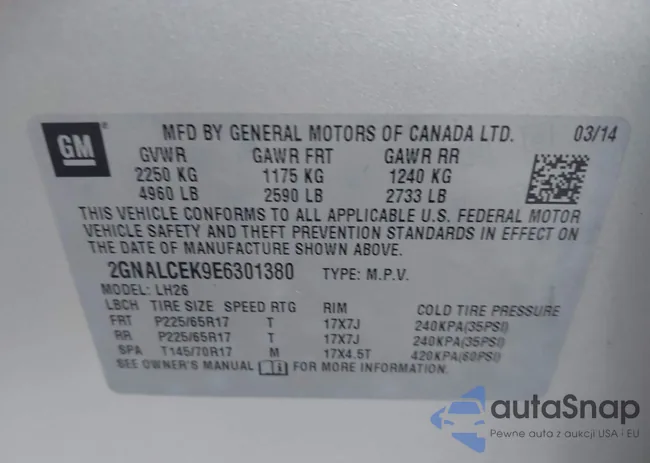 GM ® MFD BY GENERAL MOTORS OF CANADA LTD. 03/14
GVWR GAWR FRT GAWR RR
2250 KG 1175 KG 1240 KG
4960 LB 2590 LB 2733 LB
THIS VEHICLE CONFORMS TO ALL APPLICABLE U.S. FEDERAL MOTOR
VEHICLE SAFETY AND THEFT PREVENTION STANDARDS IN EFFECT ON
THE DATE OF MANUFACTURE SHOWN ABOVE.
2GNALCEK9E6301380 TYPE: M.P.V.
MODEL: LH26
LBCH TIRE SIZE SPEED RTG RIM COLD TIRE PRESSURE
FRT P225/65R17 T 17X7J 240KPA(35PSI)
RR P225/65R17 T 17X7J 240KPA(35PSI)
SPA T145/70R17 M 17X4.5T 420KPA(60PSI)
SEE OWNER'S MANUAL FOR MORE INFORMATION.
autaSnap
Pewne auta z aukcji USA i EU